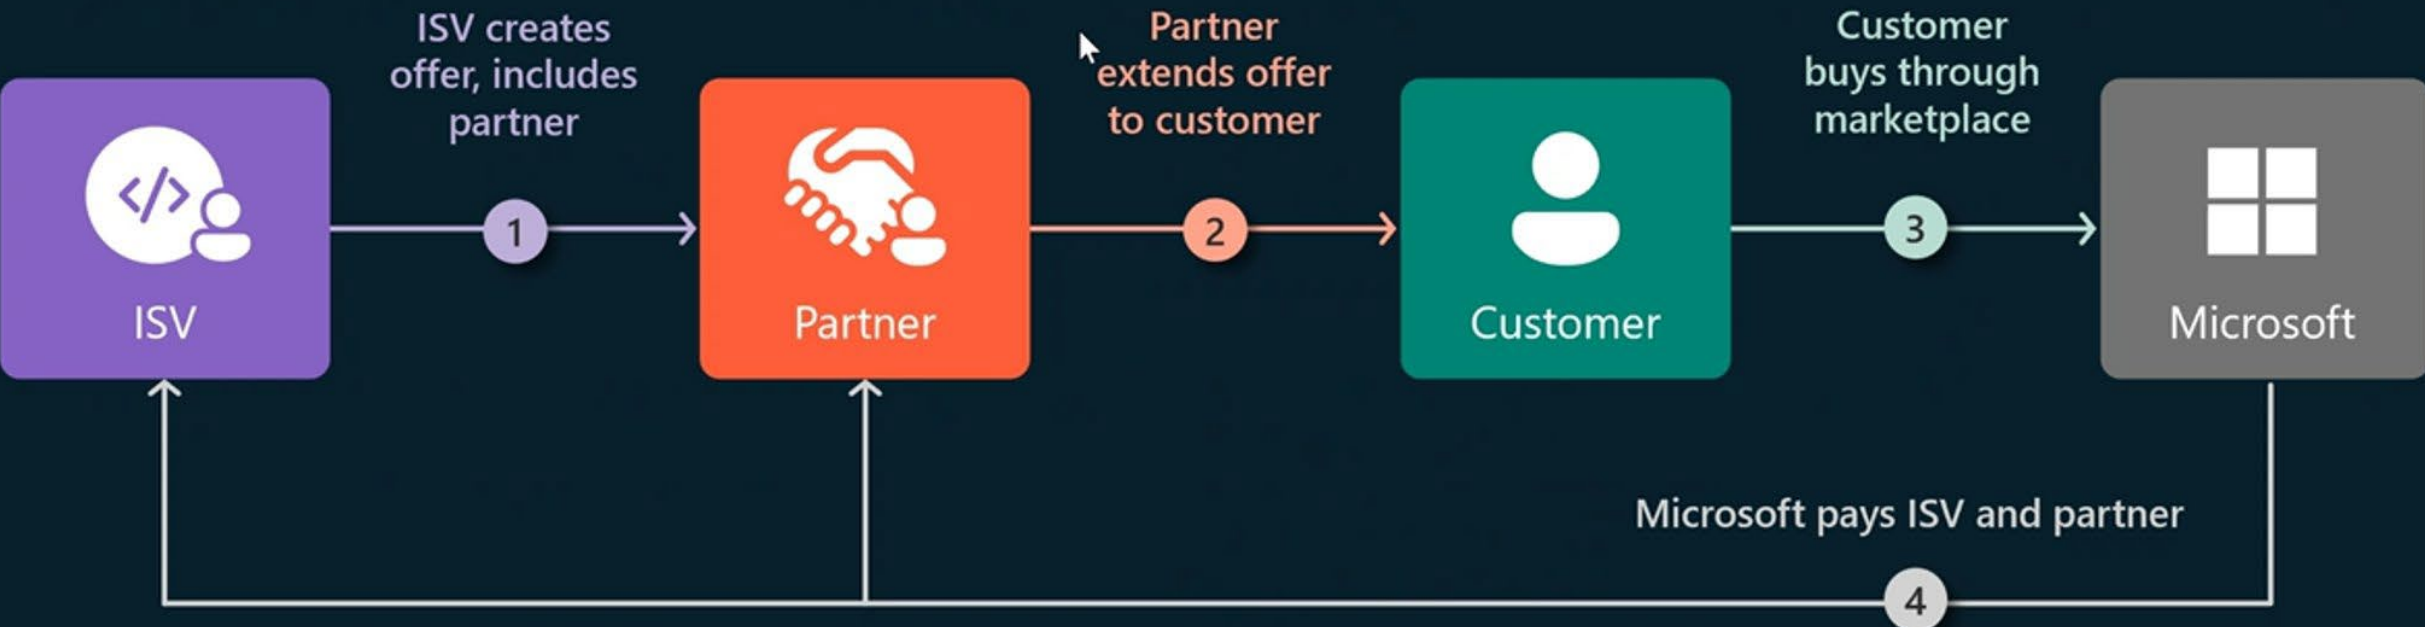 ISV creates
offer, includes
partner
Partner
extends offer
to customer
Customer
buys through
marketplace
1
2
3
ISV
Partner
Customer
Microsoft
Microsoft pays ISV and partner
4